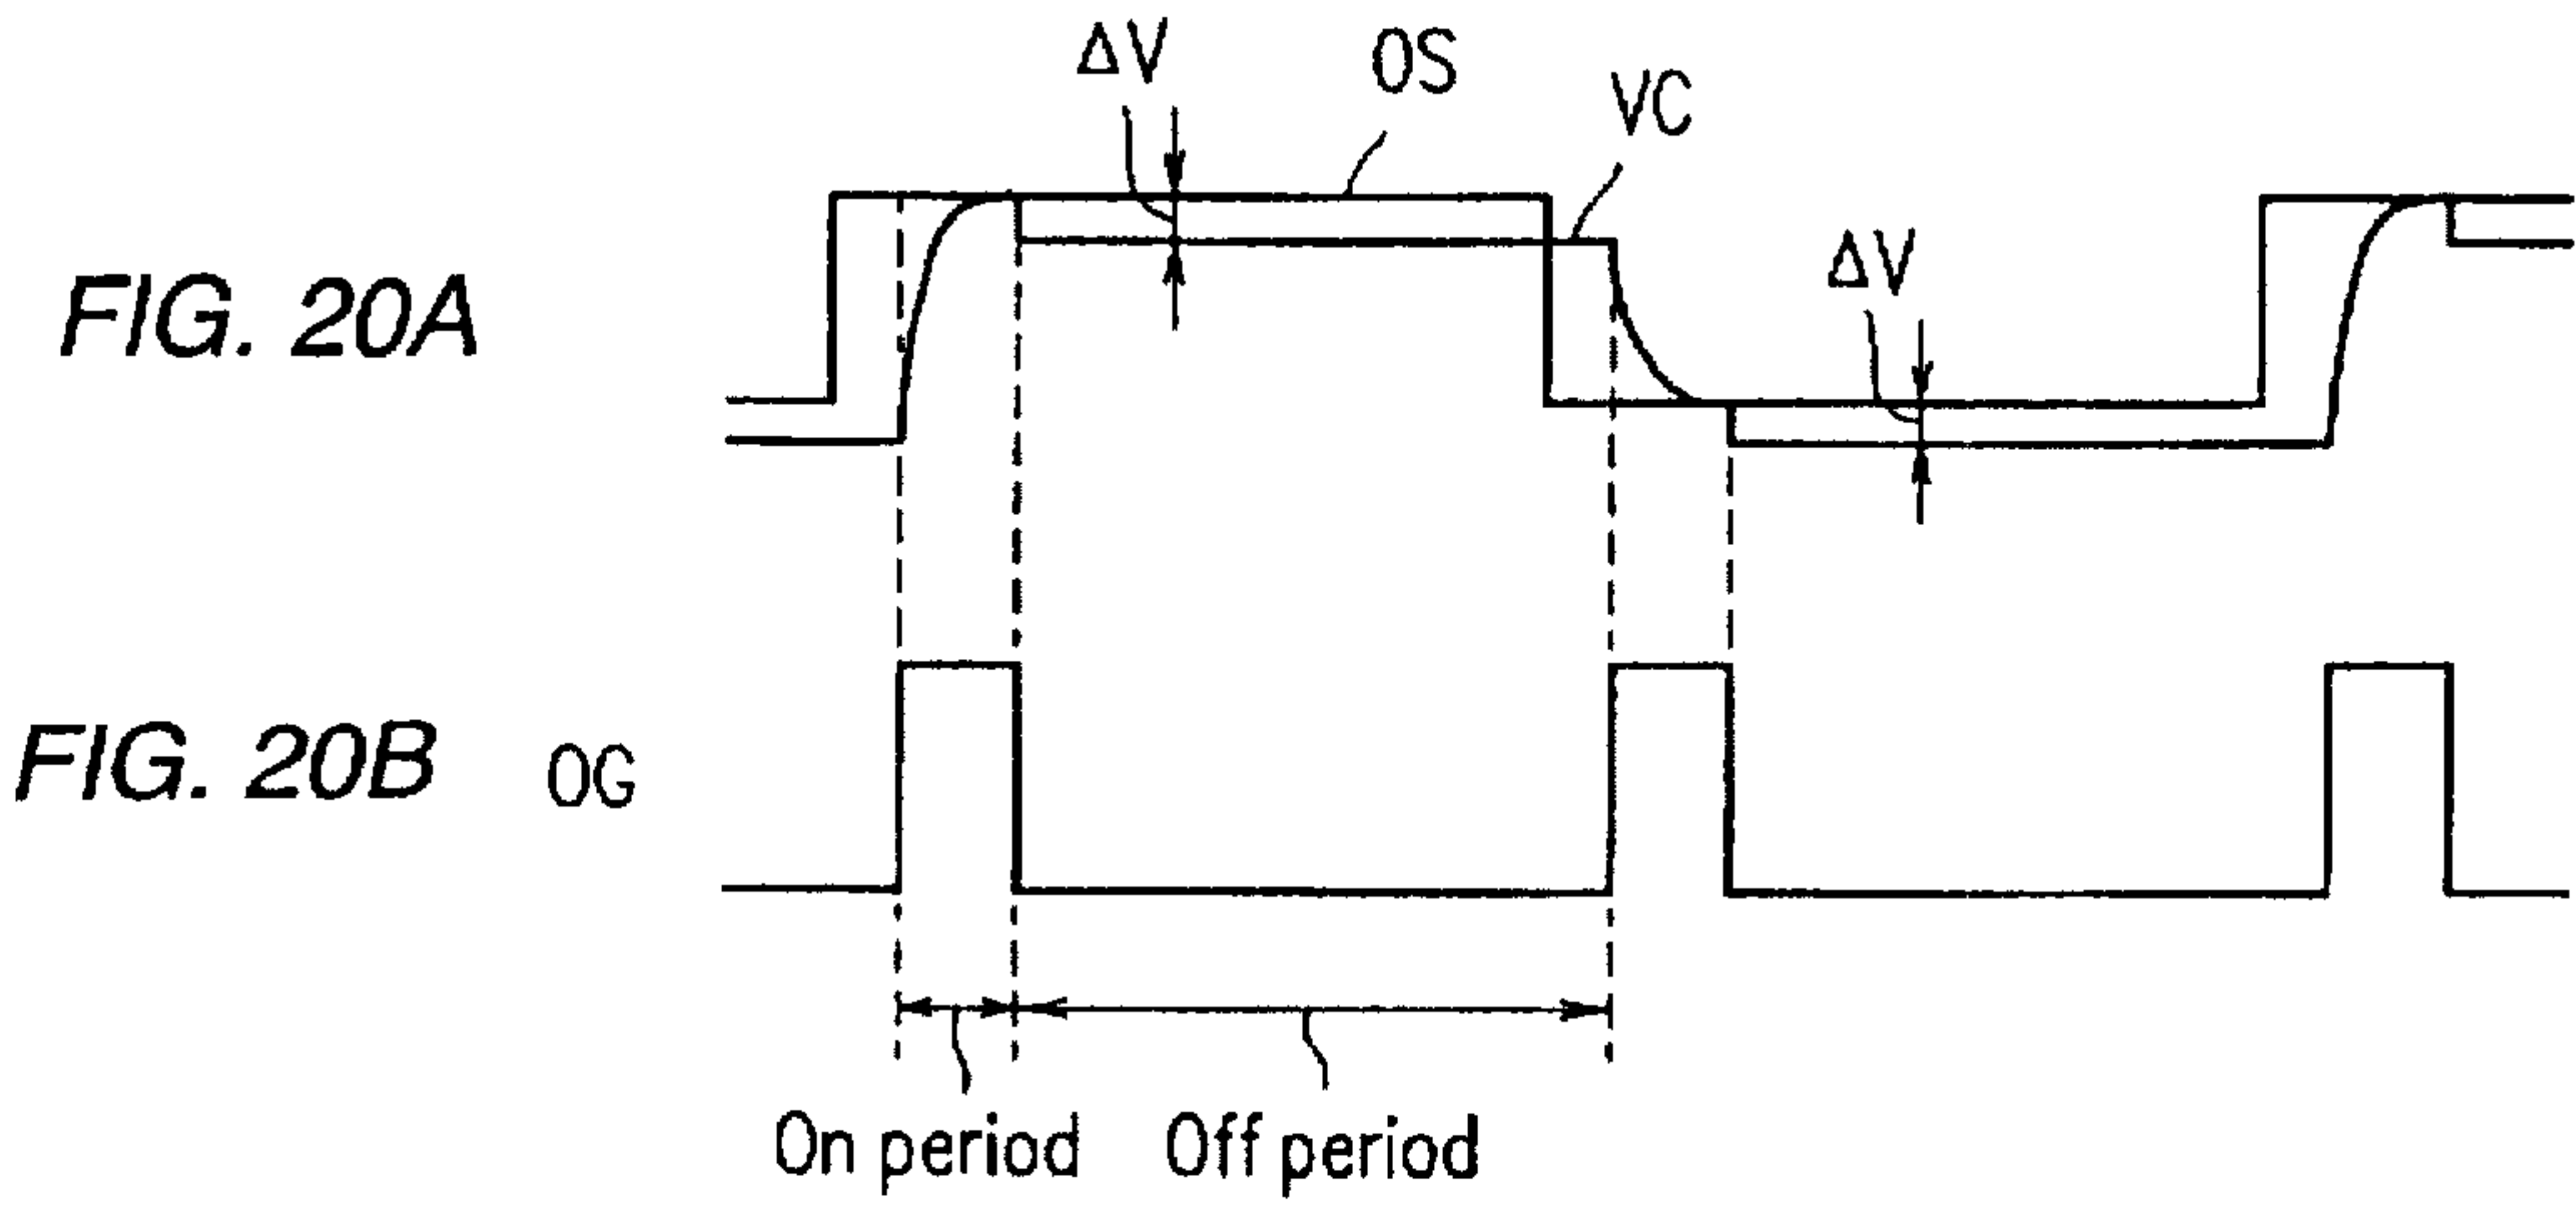 ΔV
OS
VC
FIG. 20A
ΔV
FIG. 20B
OG
On period
Off period